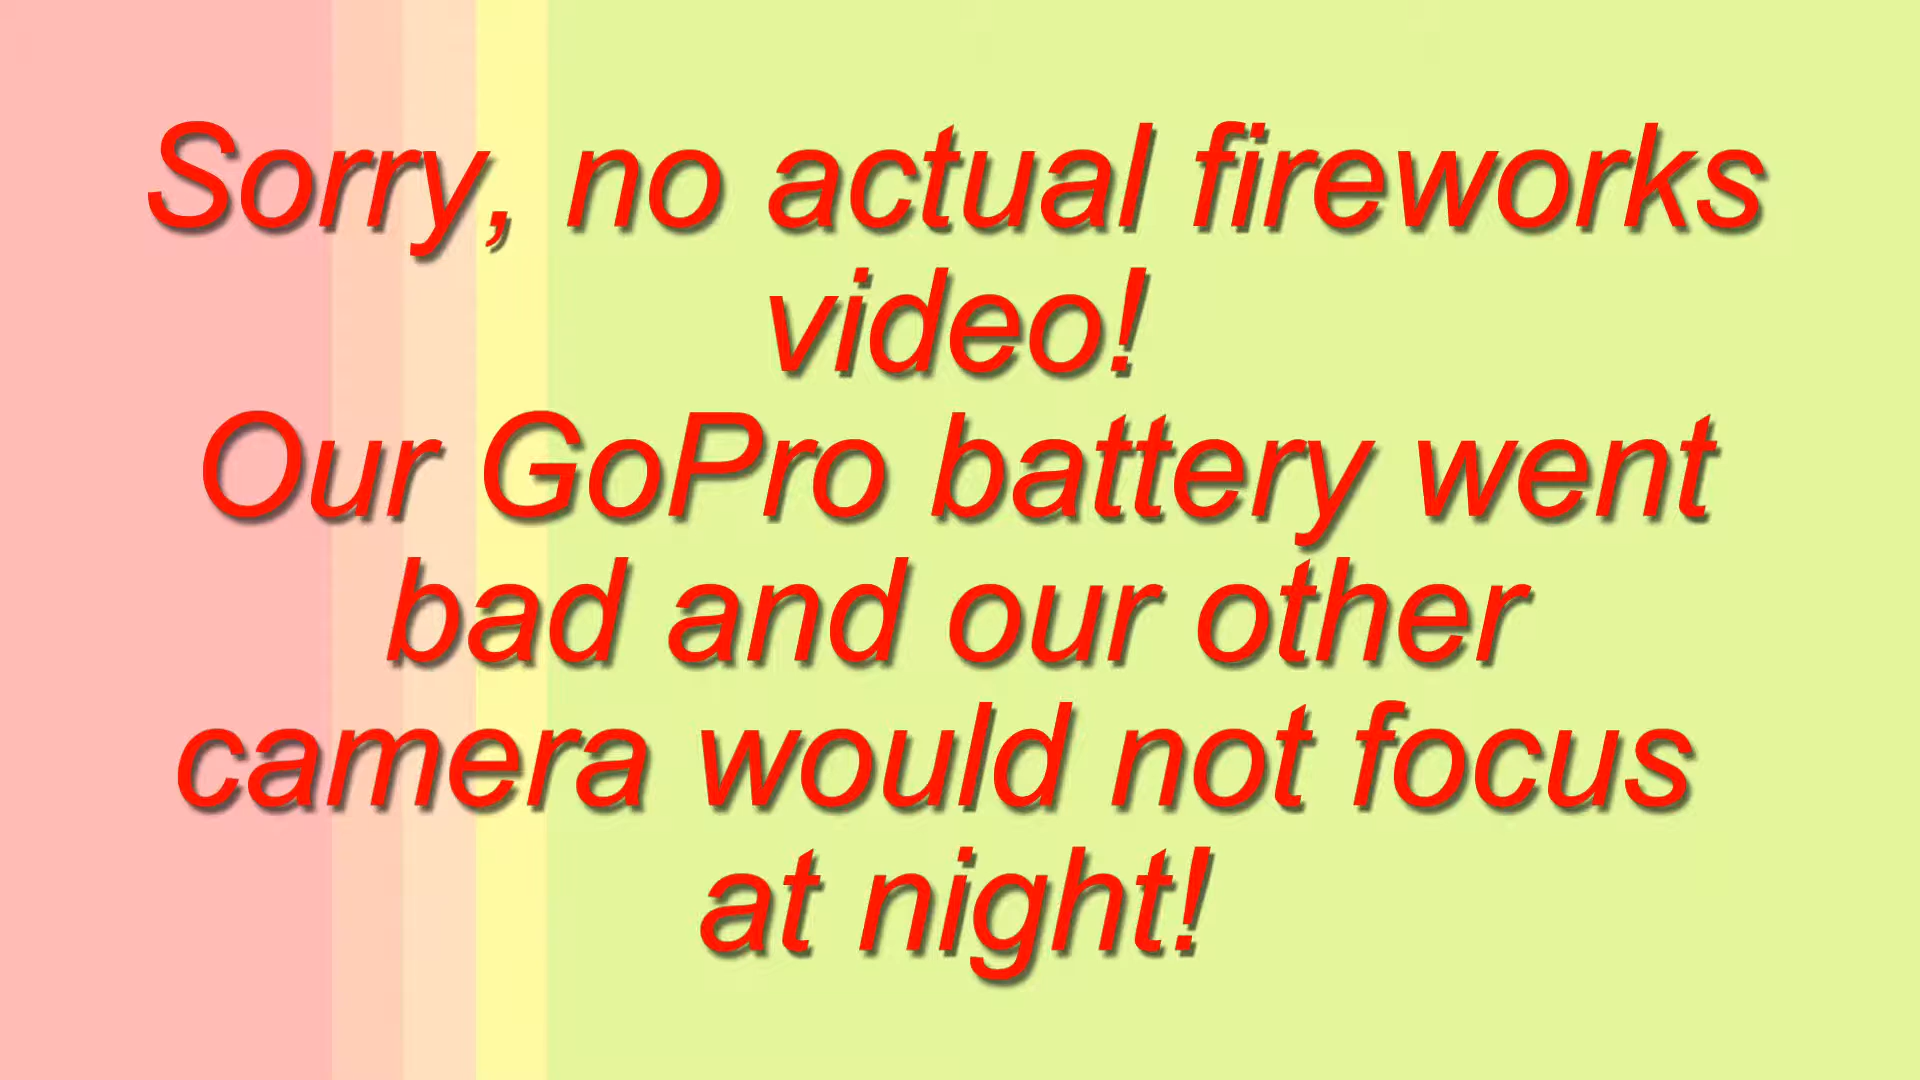 Sorry, no actual fireworks
video!
Our GoPro battery went
bad and our other
camera would not focus
at night!